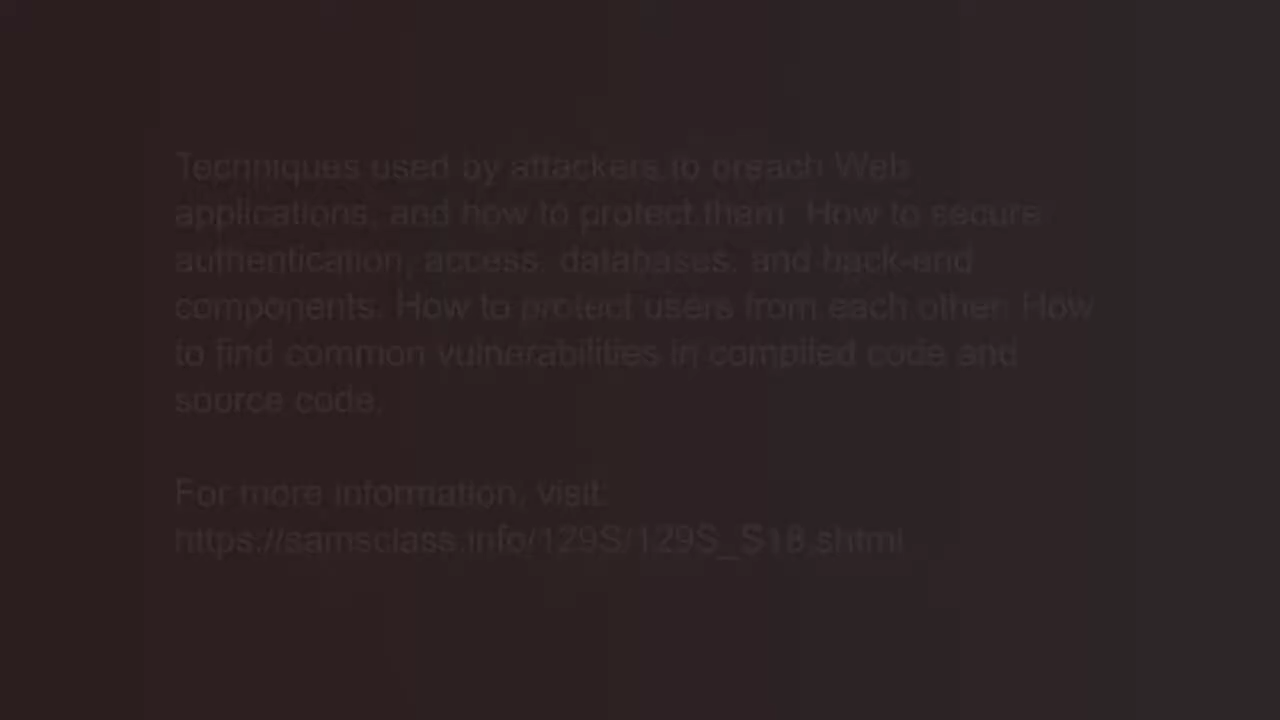 Techniques used by attackers to breach Web
applications, and how to protect them. How to secure
authentication, access, databases, and back-end
components. How to protect users from each other. How
to find common vulnerabilities in compiled code and
source code.
For more information, visit:
https://samsclass.info/129S/129S_S18.shtml